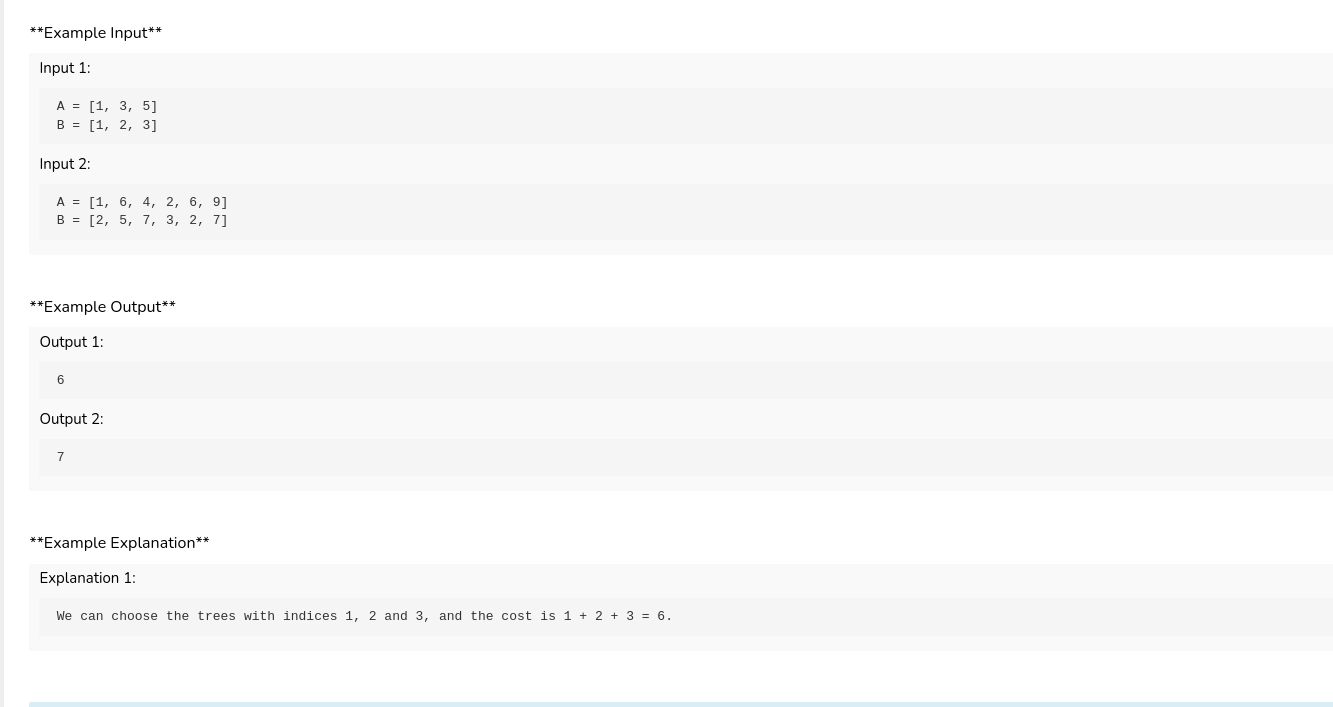 **Example Input**
Input 1:
A = [1, 3, 5]
B = [1, 2, 3]
Input 2:
A = [1, 6, 4, 2, 6, 9]
B = [2, 5, 7, 3, 2, 7]
**Example Output**
Output 1:
6
Output 2:
7
**Example Explanation**
Explanation 1:
We can choose the trees with indices 1, 2 and 3, and the cost is 1 + 2 + 3 = 6.